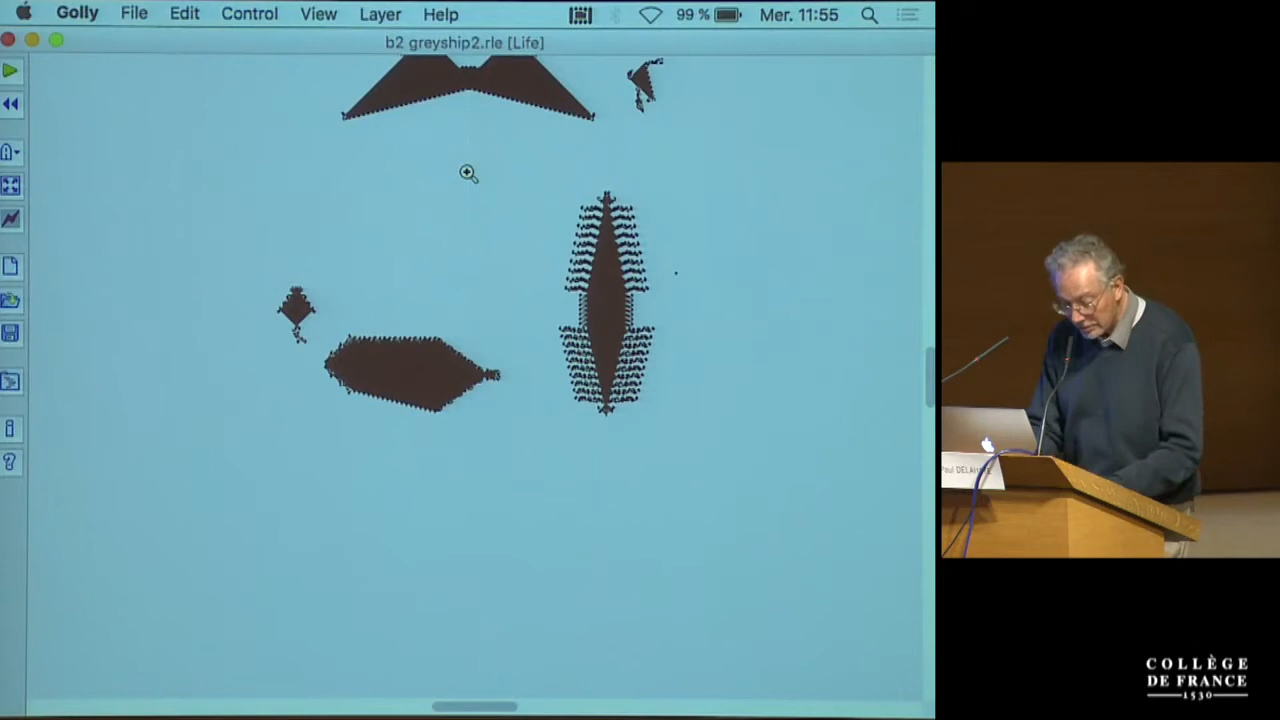 Golly File Edit Control View Layer Help 99 % Mer. 11:55
b2 greyship2.rle [Life]
Paul
COLLÈGE
DE FRANCE
1530